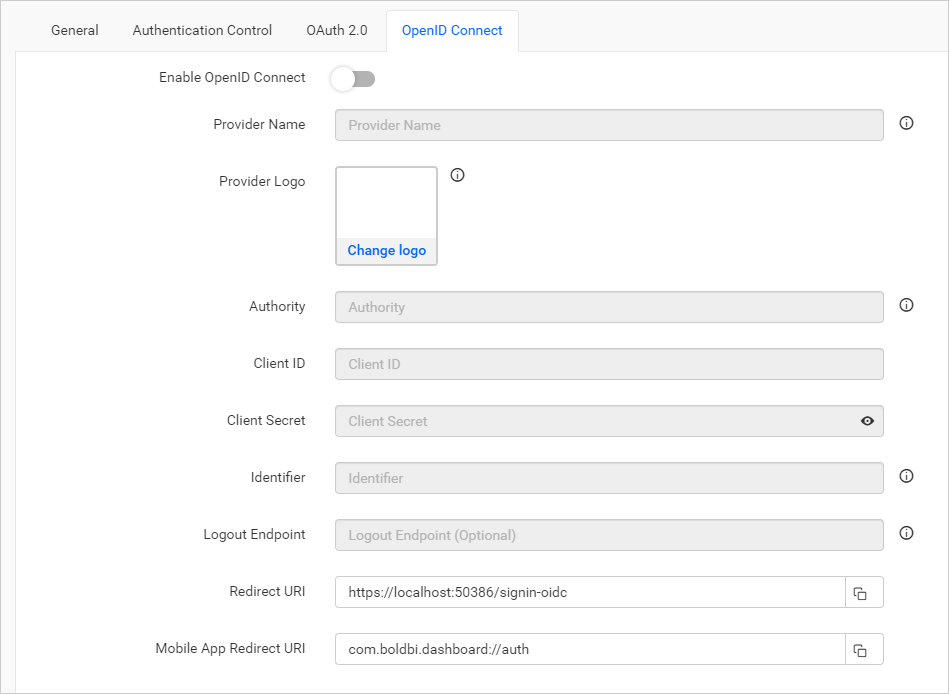 General Authentication Control OAuth 2.0 OpenID Connect
Enable OpenID Connect
Provider Name Provider Name
Provider Logo
Change logo
Authority Authority
Client ID Client ID
Client Secret Client Secret
Identifier Identifier
Logout Endpoint Logout Endpoint (Optional)
Redirect URI https://localhost:50386/signin-oidc
Mobile App Redirect URI com.boldbi.dashboard://auth